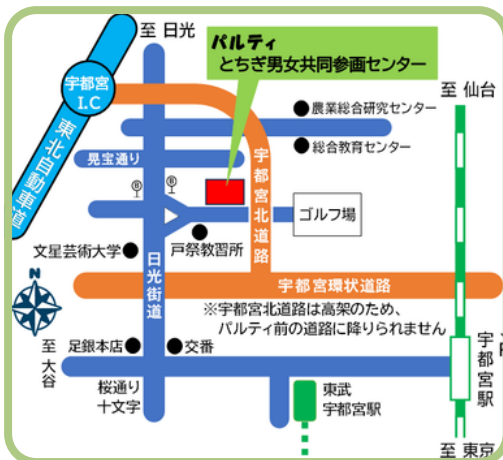 至 日光
パルティ
とちぎ男女共同参画センター
宇都宮
I.C
至 仙台
東北自動車道
農業総合研究センター
総合教育センター
晃宝通り
宇都宮北道路
B
B
ゴルフ場
文星芸術大学
戸祭教習所
日光街道
N
宇都宮環状道路
※宇都宮北道路は高架のため、
パルティ前の道路に降りられません
至 大谷
足銀本店
交番
宇都宮駅
桜通り
十文字
東武
宇都宮駅
至 東京